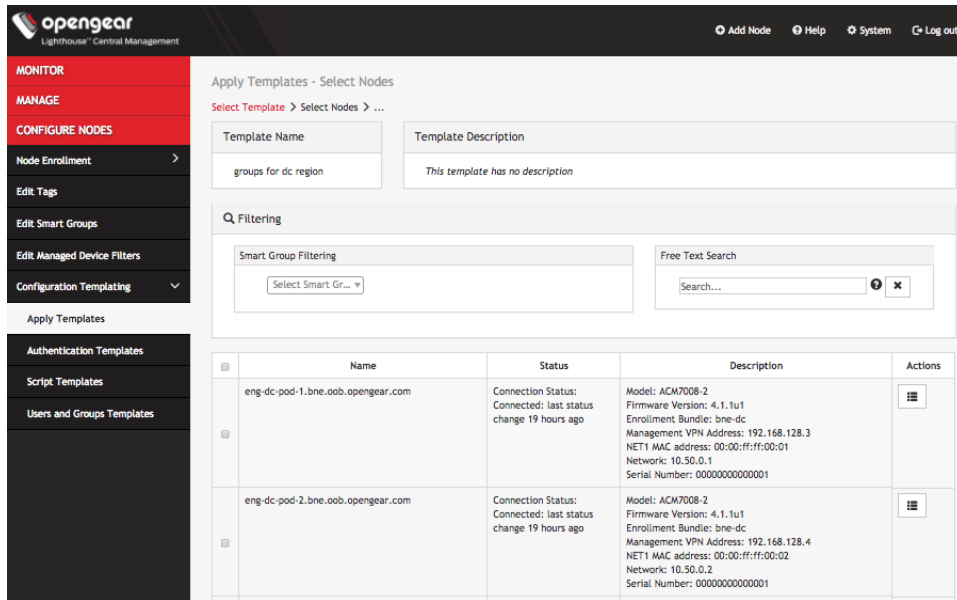 opengear
Lighthouse™ Central Management
Add Node
Help
System
Log out
MONITOR
MANAGE
CONFIGURE NODES
Node Enrollment
Edit Tags
Edit Smart Groups
Edit Managed Device Filters
Configuration Templating
Apply Templates
Authentication Templates
Script Templates
Users and Groups Templates
Apply Templates - Select Nodes
Select Template > Select Nodes > ...
Template Name
groups for dc region
Template Description
This template has no description
Filtering
Smart Group Filtering
Select Smart Gr...
Free Text Search
Search...
Name
Status
Description
Actions
eng-dc-pod-1.bne.oob.opengear.com
Connection Status:
Connected: last status
change 19 hours ago
Model: ACM7008-2
Firmware Version: 4.1.1u1
Enrollment Bundle: bne-dc
Management VPN Address: 192.168.128.3
NET1 MAC address: 00:00:ff:ff:00:01
Network: 10.50.0.1
Serial Number: 00000000000001
eng-dc-pod-2.bne.oob.opengear.com
Connection Status:
Connected: last status
change 19 hours ago
Model: ACM7008-2
Firmware Version: 4.1.1u1
Enrollment Bundle: bne-dc
Management VPN Address: 192.168.128.4
NET1 MAC address: 00:00:ff:ff:00:02
Network: 10.50.0.2
Serial Number: 00000000000001